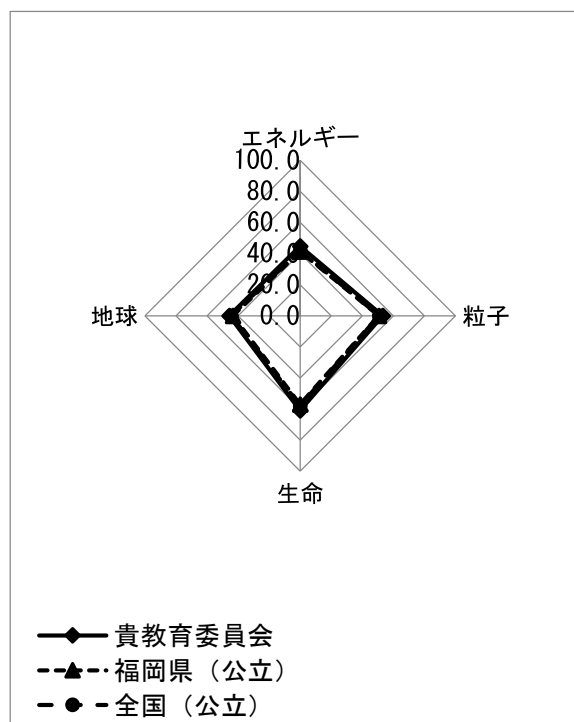 エネルギー
100.0
80.0
60.0
40.0
20.0
0.0
地球
粒子
生命
貴教育委員会
福岡県（公立）
全国（公立）